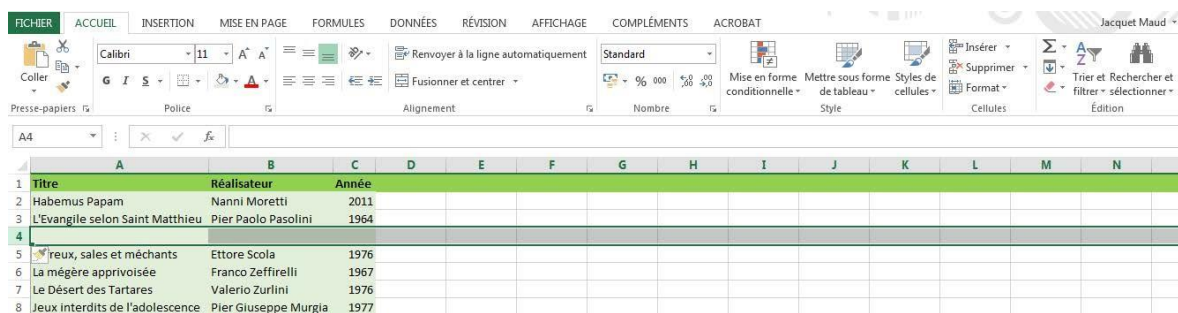 FICHIER ACCUEIL INSERTION MISE EN PAGE FORMULES DONNÉES RÉVISION AFFICHAGE COMPLÉMENTS ACROBAT Jacquet Maud
Calibri 11 A A Renvoyer à la ligne automatiquement Standard Insérer Σ A Z
Coller G I S A Fusionner et centrer % 000 Mise en forme conditionnelle Mettre sous forme de tableau Styles de cellules Supprimer Format Trier et filtrer Rechercher et sélectionner
Presse-papiers Police Alignement Nombre Style Cellules Édition
A4 fx
A B C D E F G H I J K L M N
1 Titre Réalisateur Année
2 Habemus Papam Nanni Moretti 2011
3 L'Evangile selon Saint Matthieu Pier Paolo Pasolini 1964
4
5 reux, sales et méchants Ettore Scola 1976
6 La mégère apprivoisée Franco Zeffirelli 1967
7 Le Désert des Tartares Valerio Zurlini 1976
8 Jeux interdits de l'adolescence Pier Giuseppe Murgia 1977